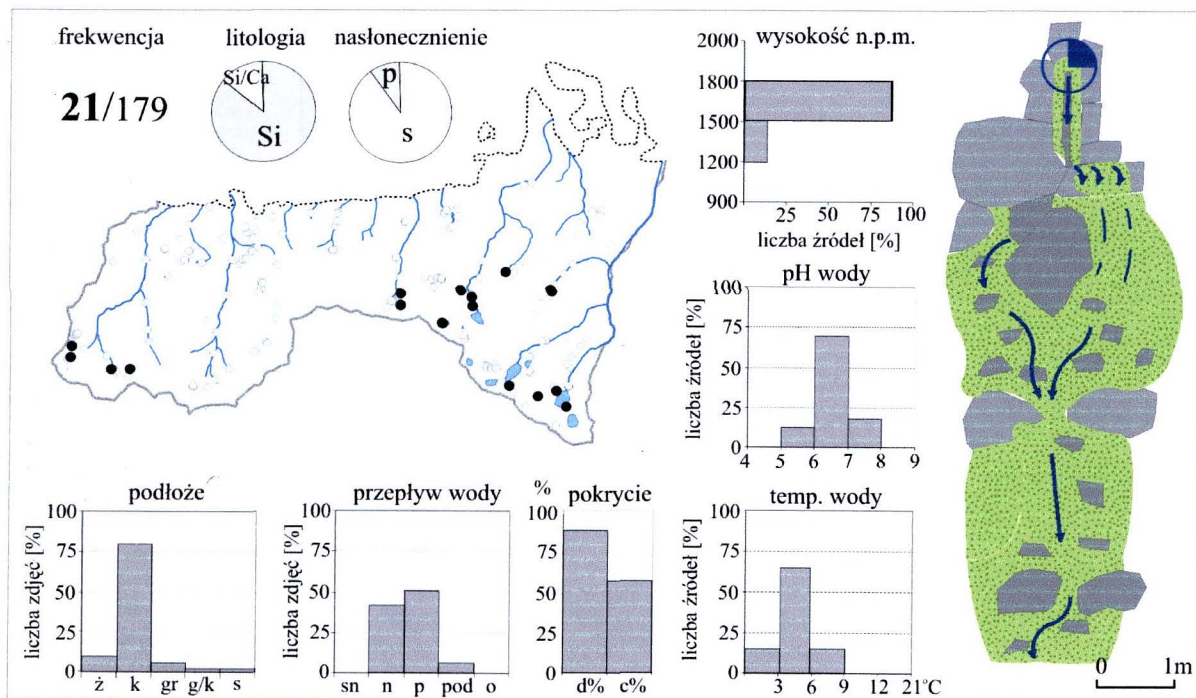 frekwencja
21/179
litologia
Si/Ca
Si
nasłonecznienie
p
s
wysokość n.p.m.
2000
1800
1500
1200
900
25 50 75 100
liczba źródeł [%]
pH wody
liczba źródeł [%]
100
75
50
25
0
4 5 6 7 8 9
podłoże
liczba zdjęć [%]
100
75
50
25
0
ż k gr g/k s
przepływ wody
liczba zdjęć [%]
100
50
25
0
sn n p pod o
% pokrycie
100
75
50
25
0
d% c%
temp. wody
liczba źródeł [%]
100
75
50
25
0
3 6 9 12 21°C
0 1m